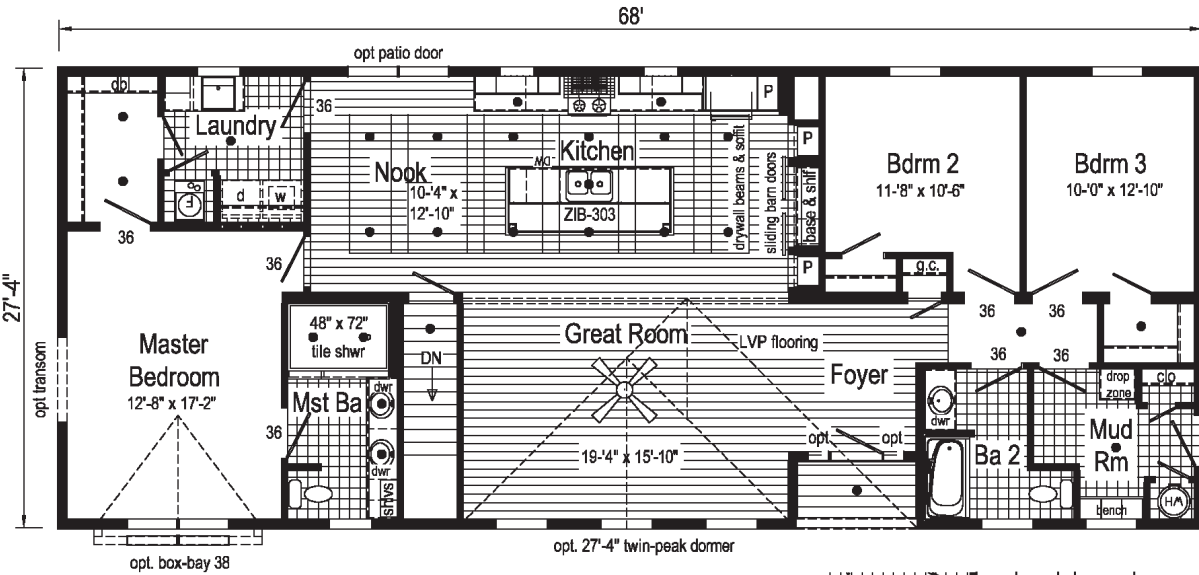 68'
opt patio door
27'-4"
db
Laundry
36
F
d
w
36
36
Nook
10-'4" x
12'-10"
Kitchen
DW
ZIB-303
drywall beams & soffit
sliding barn doors
P
P
base & shlf
P
Bdrm 2
11-'8" x 10'-6"
g.c.
Bdrm 3
10-'0" x 12'-10"
36
36
36
36
opt transom
Master
Bedroom
12'-8" x 17'-2"
48" x 72"
tile shwr
Mst Ba
36
dwr
dwr
shlvs
DN
Great Room
19-'4" x 15'-10"
LVP flooring
Foyer
opt
opt
dwr
Ba 2
drop
zone
clo
Mud
Rm
bench
HW
opt. box-bay 38
opt. 27'-4" twin-peak dormer